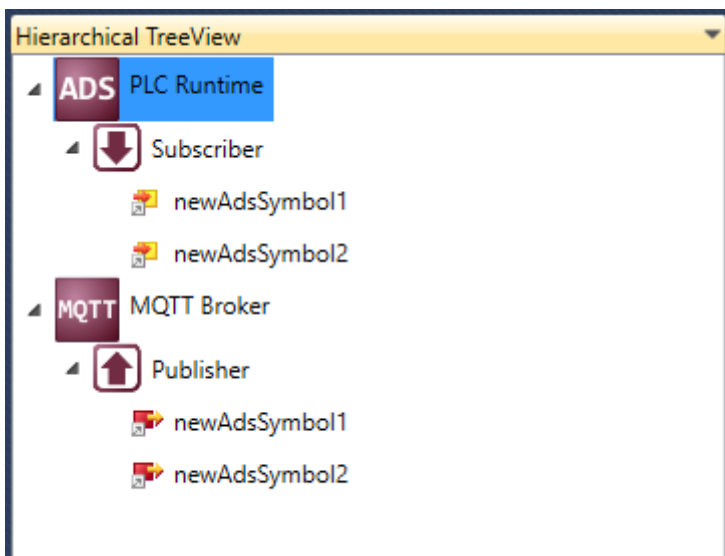 Hierarchical TreeView
ADS PLC Runtime
Subscriber
newAdsSymbol1
newAdsSymbol2
MQTT MQTT Broker
Publisher
newAdsSymbol1
newAdsSymbol2